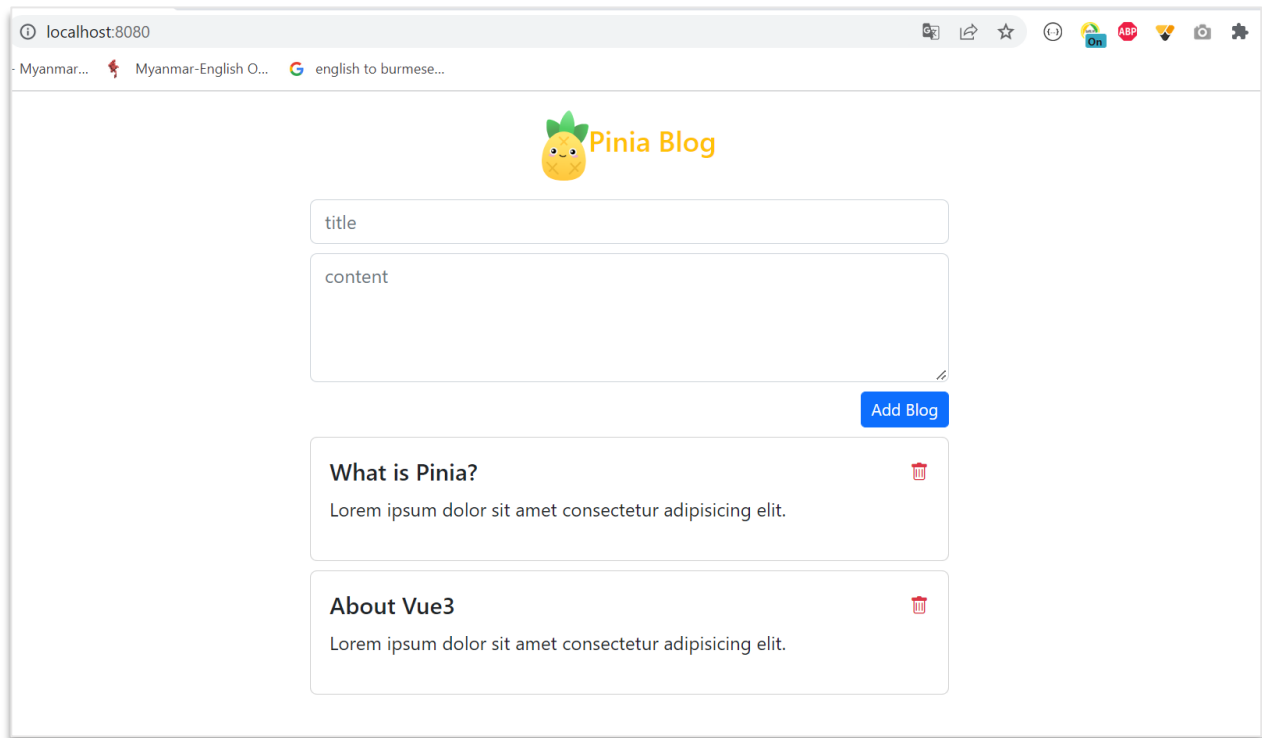 localhost:8080
On
ABP
- Myanmar...
Myanmar-English O...
english to burmese...
Pinia Blog
title
content
Add Blog
What is Pinia?
Lorem ipsum dolor sit amet consectetur adipisicing elit.
About Vue3
Lorem ipsum dolor sit amet consectetur adipisicing elit.